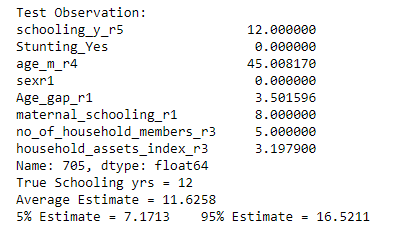 Test Observation:
schooling_y_r5 12.000000
Stunting_Yes 0.000000
age_m_r4 45.008170
sexr1 0.000000
Age_gap_r1 3.501596
maternal_schooling_r1 8.000000
no_of_household_members_r3 5.000000
household_assets_index_r3 3.197900
Name: 705, dtype: float64
True Schooling yrs = 12
Average Estimate = 11.6258
5% Estimate = 7.1713 95% Estimate = 16.5211